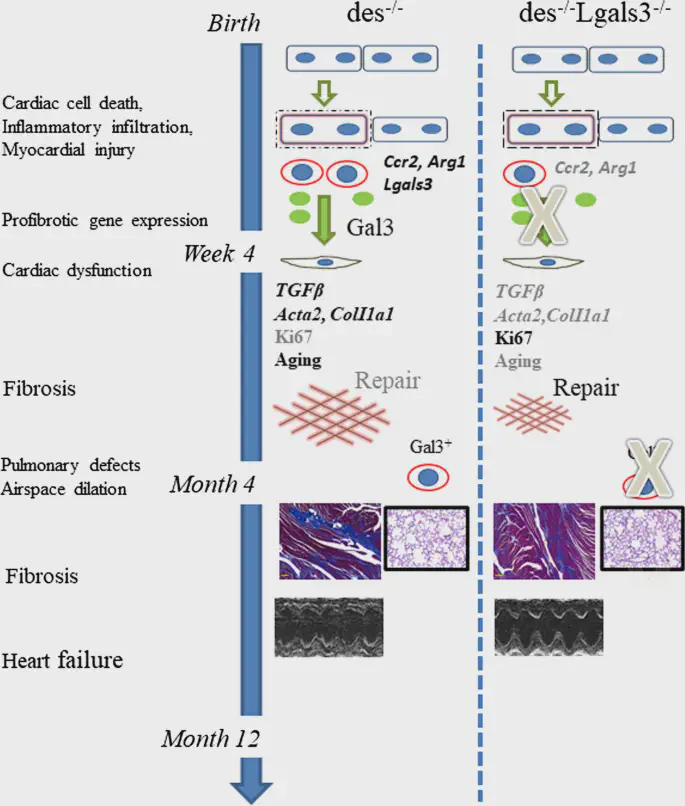 des-/-
des-/-Lgals3-/-
Birth
Cardiac cell death,
Inflammatory infiltration,
Myocardial injury
Ccr2, Arg1
Lgals3
Ccr2, Arg1
Profibrotic gene expression
Gal3
X
Week 4
Cardiac dysfunction
TGFβ
Acta2, ColI1a1
Ki67
Aging
TGFβ
Acta2,ColI1a1
Ki67
Aging
Fibrosis
Repair
Repair
Gal3+
X
Pulmonary defects
Airspace dilation
Month 4
Fibrosis
Heart failure
Month 12